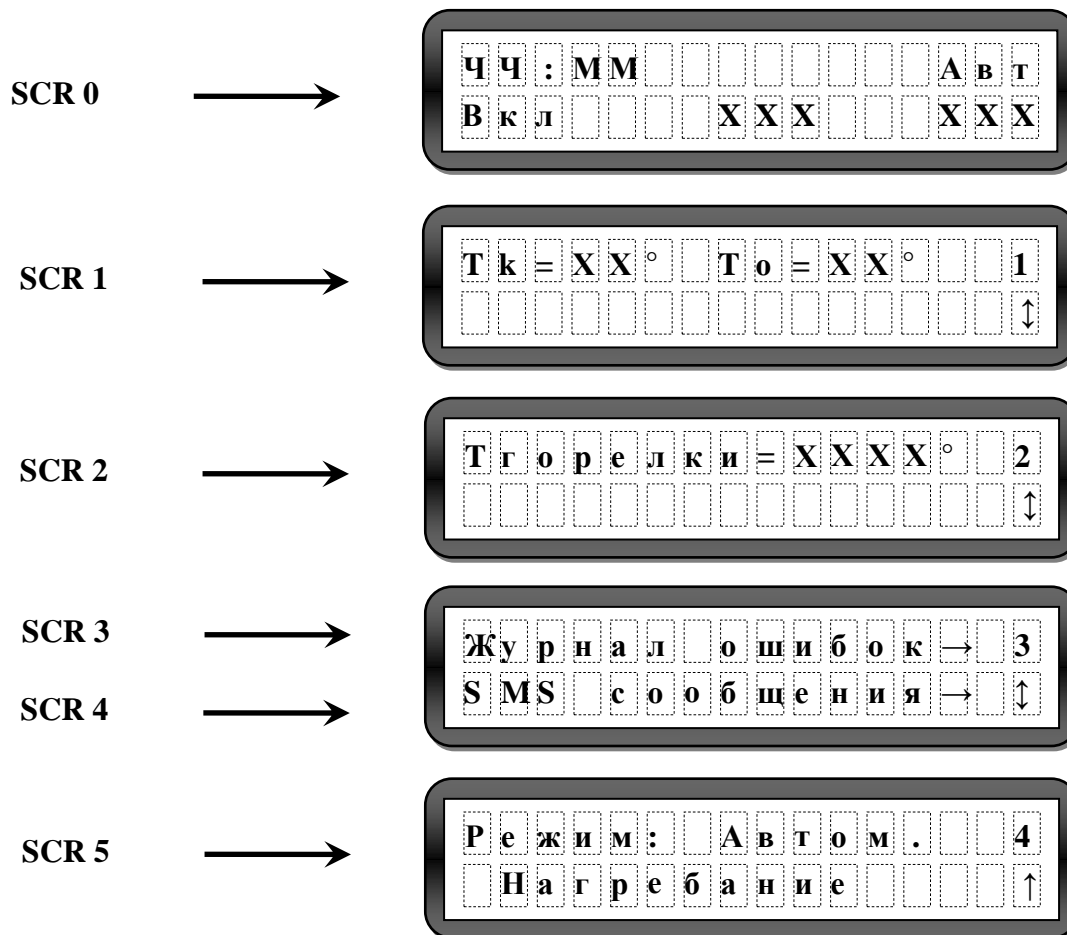 SCR 0
ЧЧ:ММ Авт
Вкл XXX XXX
SCR 1
Tk=XX° To=XX° 1
↕
SCR 2
Тгорелки=XXXX° 2
↕
SCR 3
Журнал ошибок→ 3
SCR 4
SMS сообщения→ ↕
SCR 5
Режим: Автом. 4
Нагребание ↑